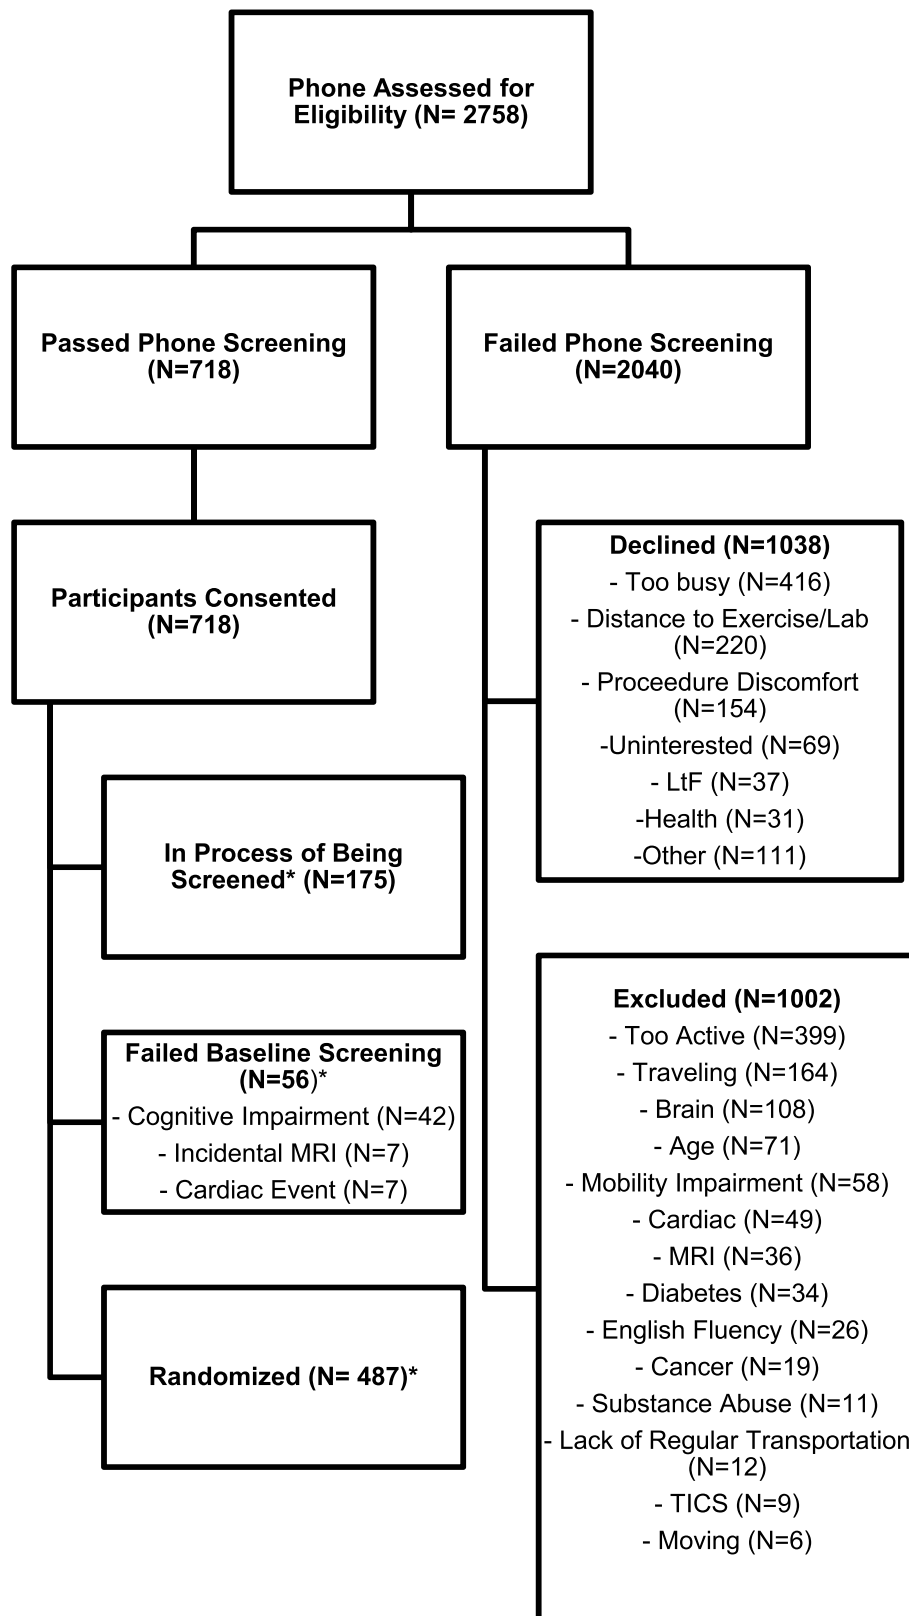 Phone Assessed for
Eligibility (N= 2758)
Passed Phone Screening
(N=718)
Failed Phone Screening
(N=2040)
Participants Consented
(N=718)
Declined (N=1038)
- Too busy (N=416)
- Distance to Exercise/Lab
(N=220)
- Proceedure Discomfort
(N=154)
-Uninterested (N=69)
- LtF (N=37)
-Health (N=31)
-Other (N=111)
In Process of Being
Screened* (N=175)
Failed Baseline Screening
(N=56)*
- Cognitive Impairment (N=42)
- Incidental MRI (N=7)
- Cardiac Event (N=7)
Randomized (N= 487)*
Excluded (N=1002)
- Too Active (N=399)
- Traveling (N=164)
- Brain (N=108)
- Age (N=71)
- Mobility Impairment (N=58)
- Cardiac (N=49)
- MRI (N=36)
- Diabetes (N=34)
- English Fluency (N=26)
- Cancer (N=19)
- Substance Abuse (N=11)
- Lack of Regular Transportation
(N=12)
- TICS (N=9)
- Moving (N=6)